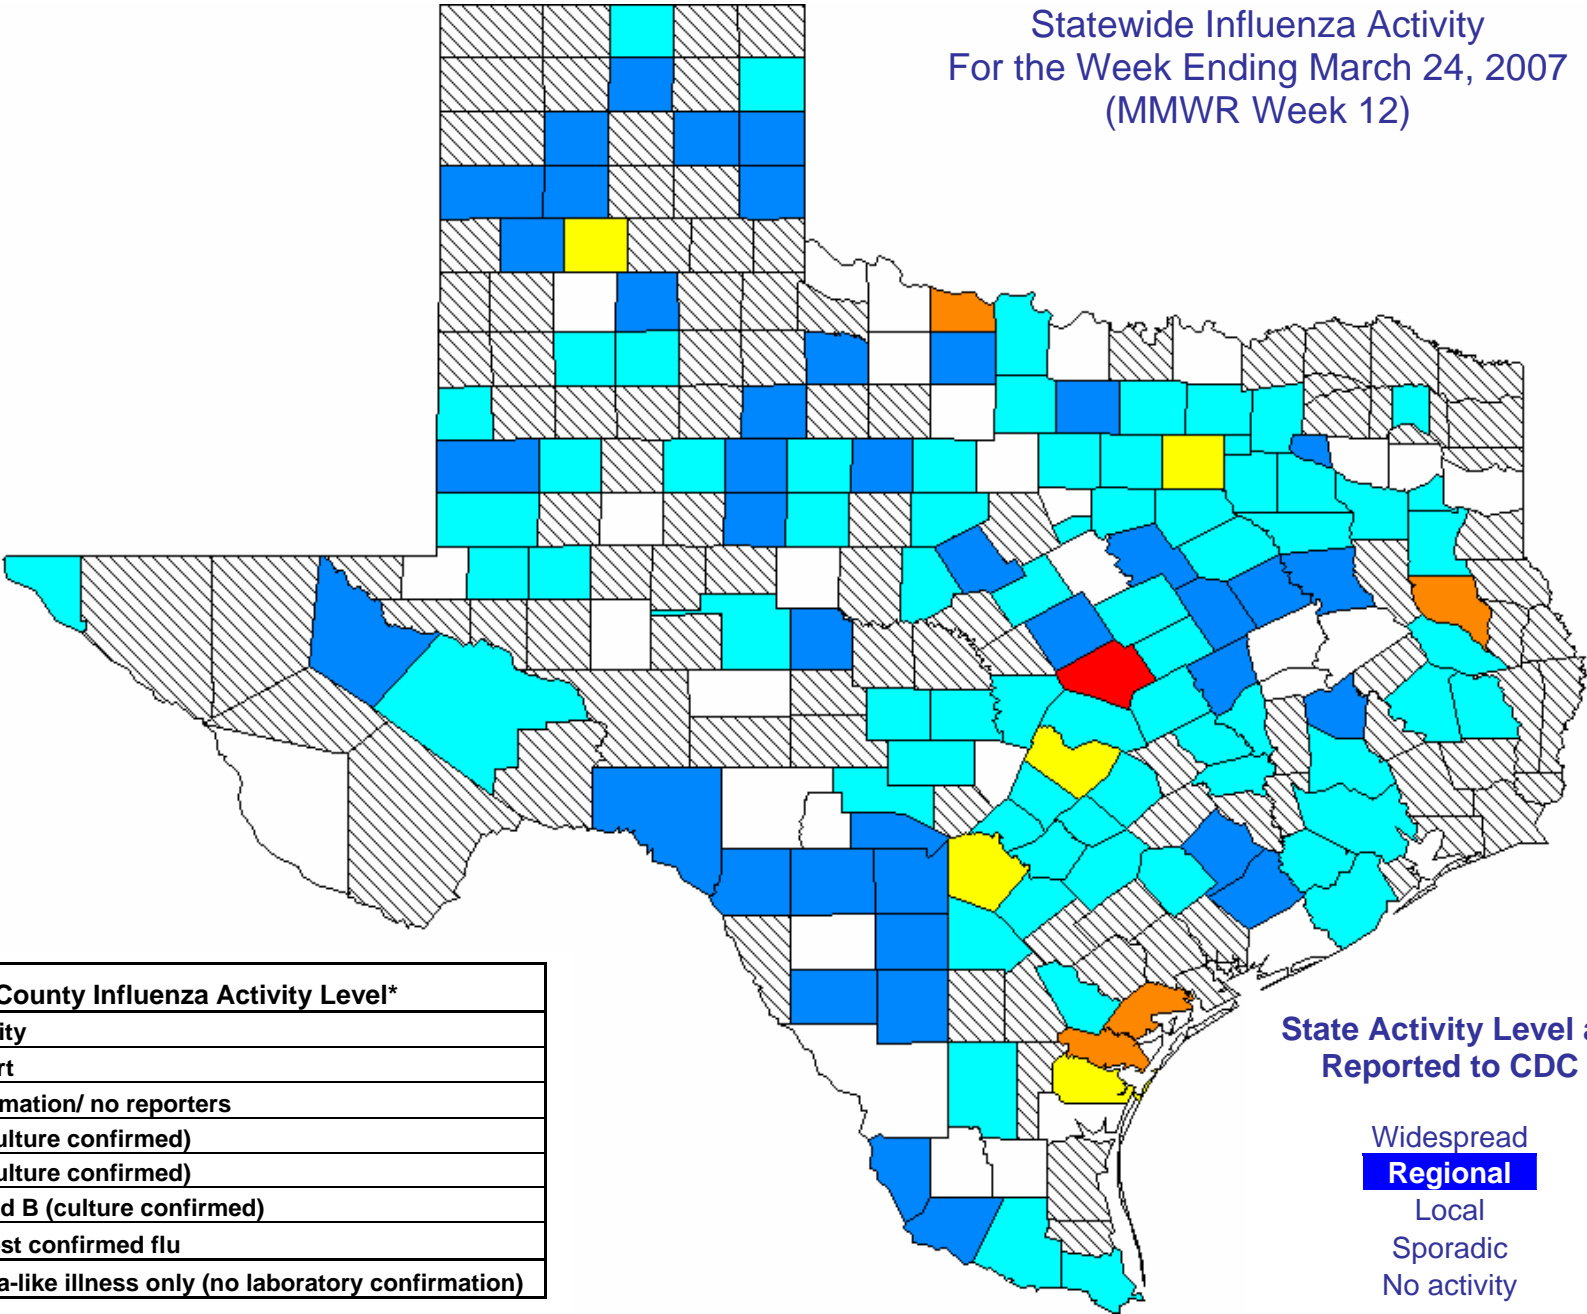 Statewide Influenza Activity
For the Week Ending March 24, 2007
(MMWR Week 12)
County Influenza Activity Level*
ity
rt
mation/ no reporters
ulture confirmed)
ulture confirmed)
d B (culture confirmed)
st confirmed flu
a-like illness only (no laboratory confirmation)
State Activity Level a
Reported to CDC
Widespread
Regional
Local
Sporadic
No activity